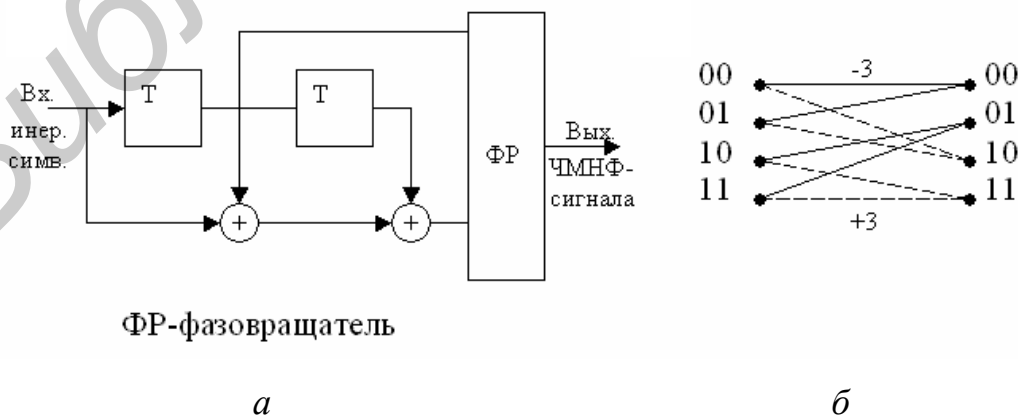 Вх.
инер.
симв.
Т
Т
+
+
ФР
Вых.
ЧМНФ-
сигнала
ФР-фазовращатель
00
-3
00
01
01
10
10
11
11
+3
а
б